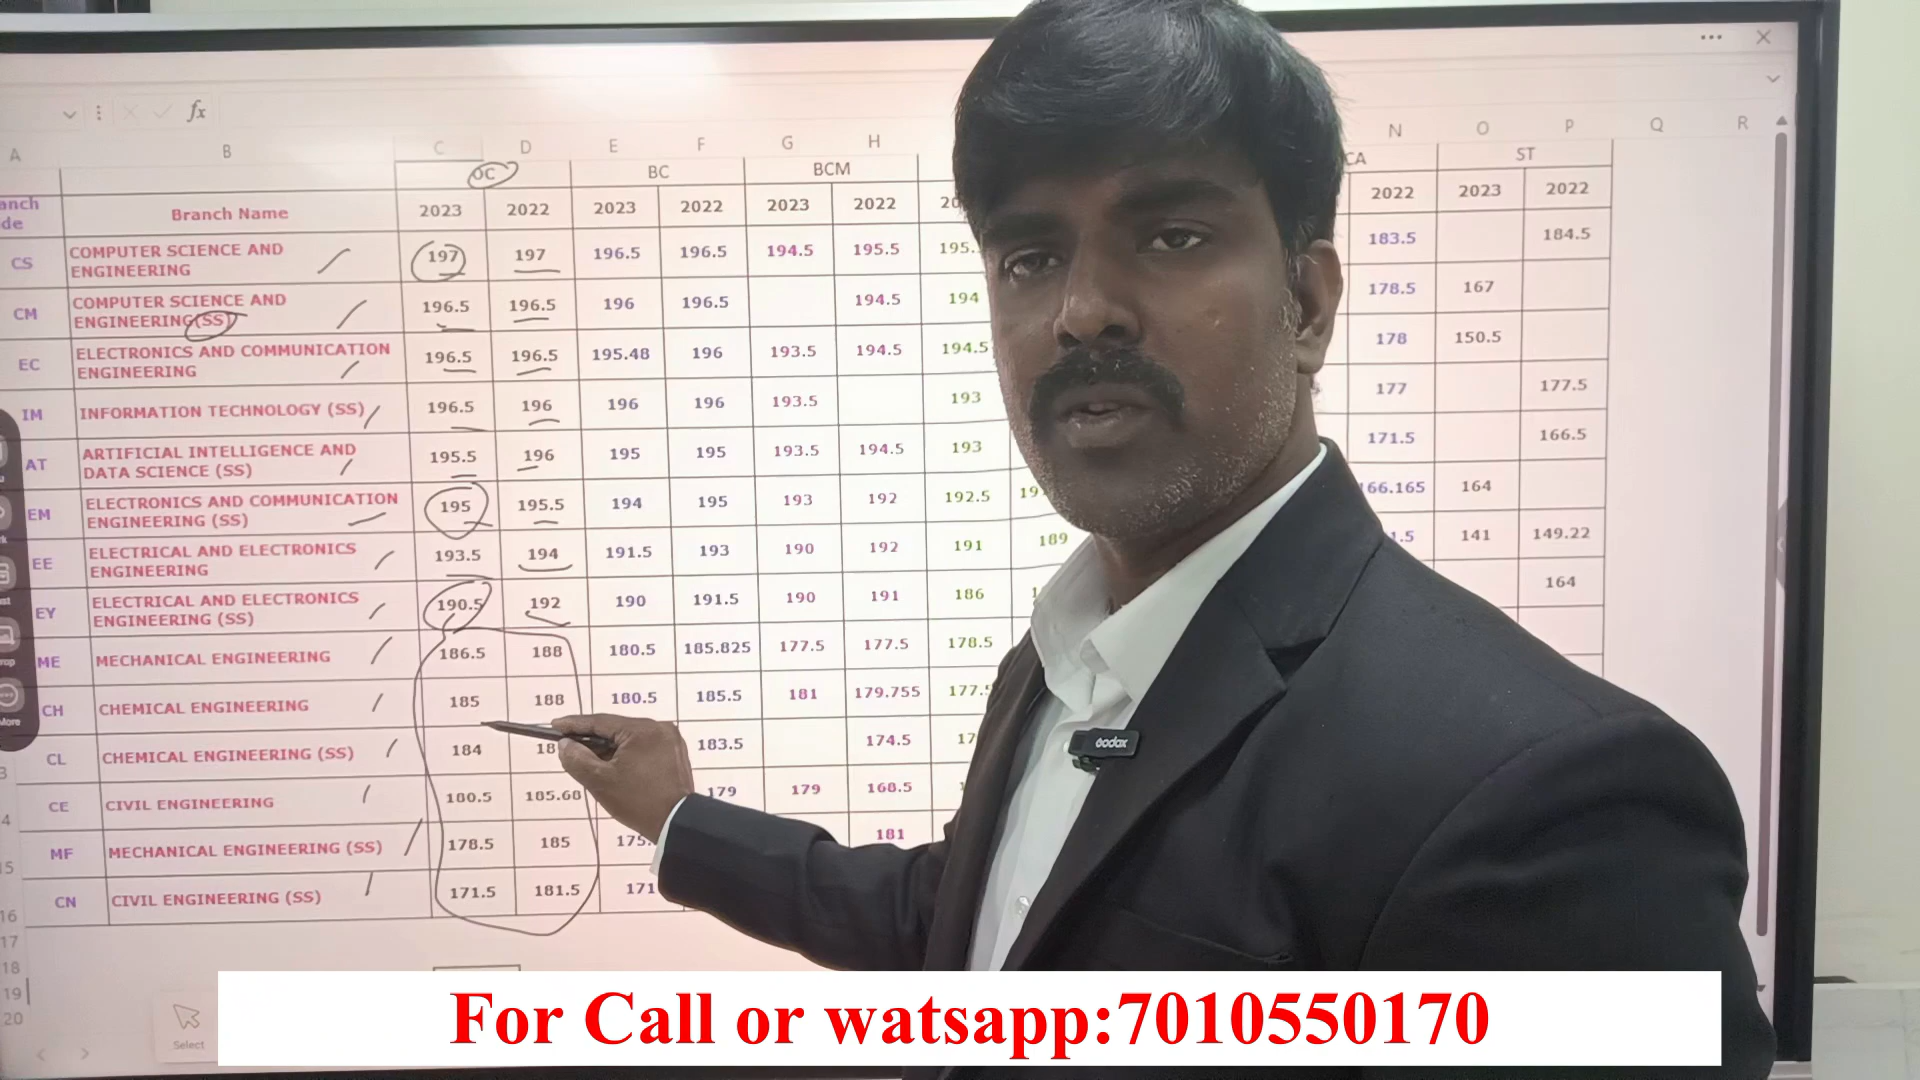 fx
A B C D E F G H N O P Q R
OC BC BCM CA ST
Branch Name 2023 2022 2023 2022 2023 2022 2022 2023 2022
CS COMPUTER SCIENCE AND ENGINEERING 197 197 196.5 196.5 194.5 195.5 183.5 184.5
CM COMPUTER SCIENCE AND ENGINEERING(SS) 196.5 196.5 196 196.5 194.5 194 178.5 167
EC ELECTRONICS AND COMMUNICATION ENGINEERING 196.5 196.5 195.48 196 193.5 194.5 194.5 178 150.5
IM INFORMATION TECHNOLOGY (SS) 196.5 196 196 196 193.5 193 177 177.5
AT ARTIFICIAL INTELLIGENCE AND DATA SCIENCE (SS) 195.5 196 195 195 193.5 194.5 193 171.5 166.5
EM ELECTRONICS AND COMMUNICATION ENGINEERING (SS) 195 195.5 194 195 193 192 192.5 166.165 164
EE ELECTRICAL AND ELECTRONICS ENGINEERING 193.5 194 191.5 193 190 192 191 189 141 149.22
EY ELECTRICAL AND ELECTRONICS ENGINEERING (SS) 190.5 192 190 191.5 190 191 186 164
ME MECHANICAL ENGINEERING 186.5 188 180.5 185.825 177.5 177.5 178.5
CH CHEMICAL ENGINEERING 185 188 180.5 185.5 181 179.755
CL CHEMICAL ENGINEERING (SS) 184 183.5 174.5
CE CIVIL ENGINEERING 180.5 185.68 179 179 168.5
MF MECHANICAL ENGINEERING (SS) 178.5 185 181
CN CIVIL ENGINEERING (SS) 171.5 181.5 171
16
17
18
19
20
More
Select
Godox
For Call or watsapp:7010550170